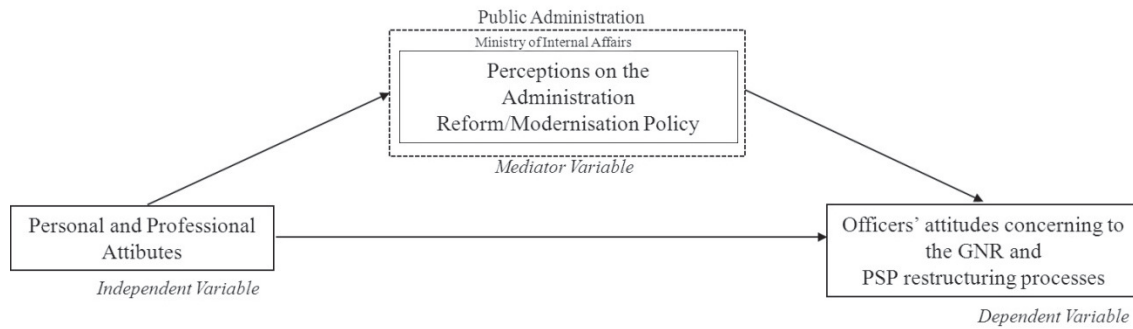 Public Administration
Ministry of Internal Affairs
Perceptions on the
Administration
Reform/Modernisation Policy
Mediator Variable
Personal and Professional
Attibutes
Independent Variable
Officers’ attitudes concerning to
the GNR and
PSP restructuring processes
Dependent Variable